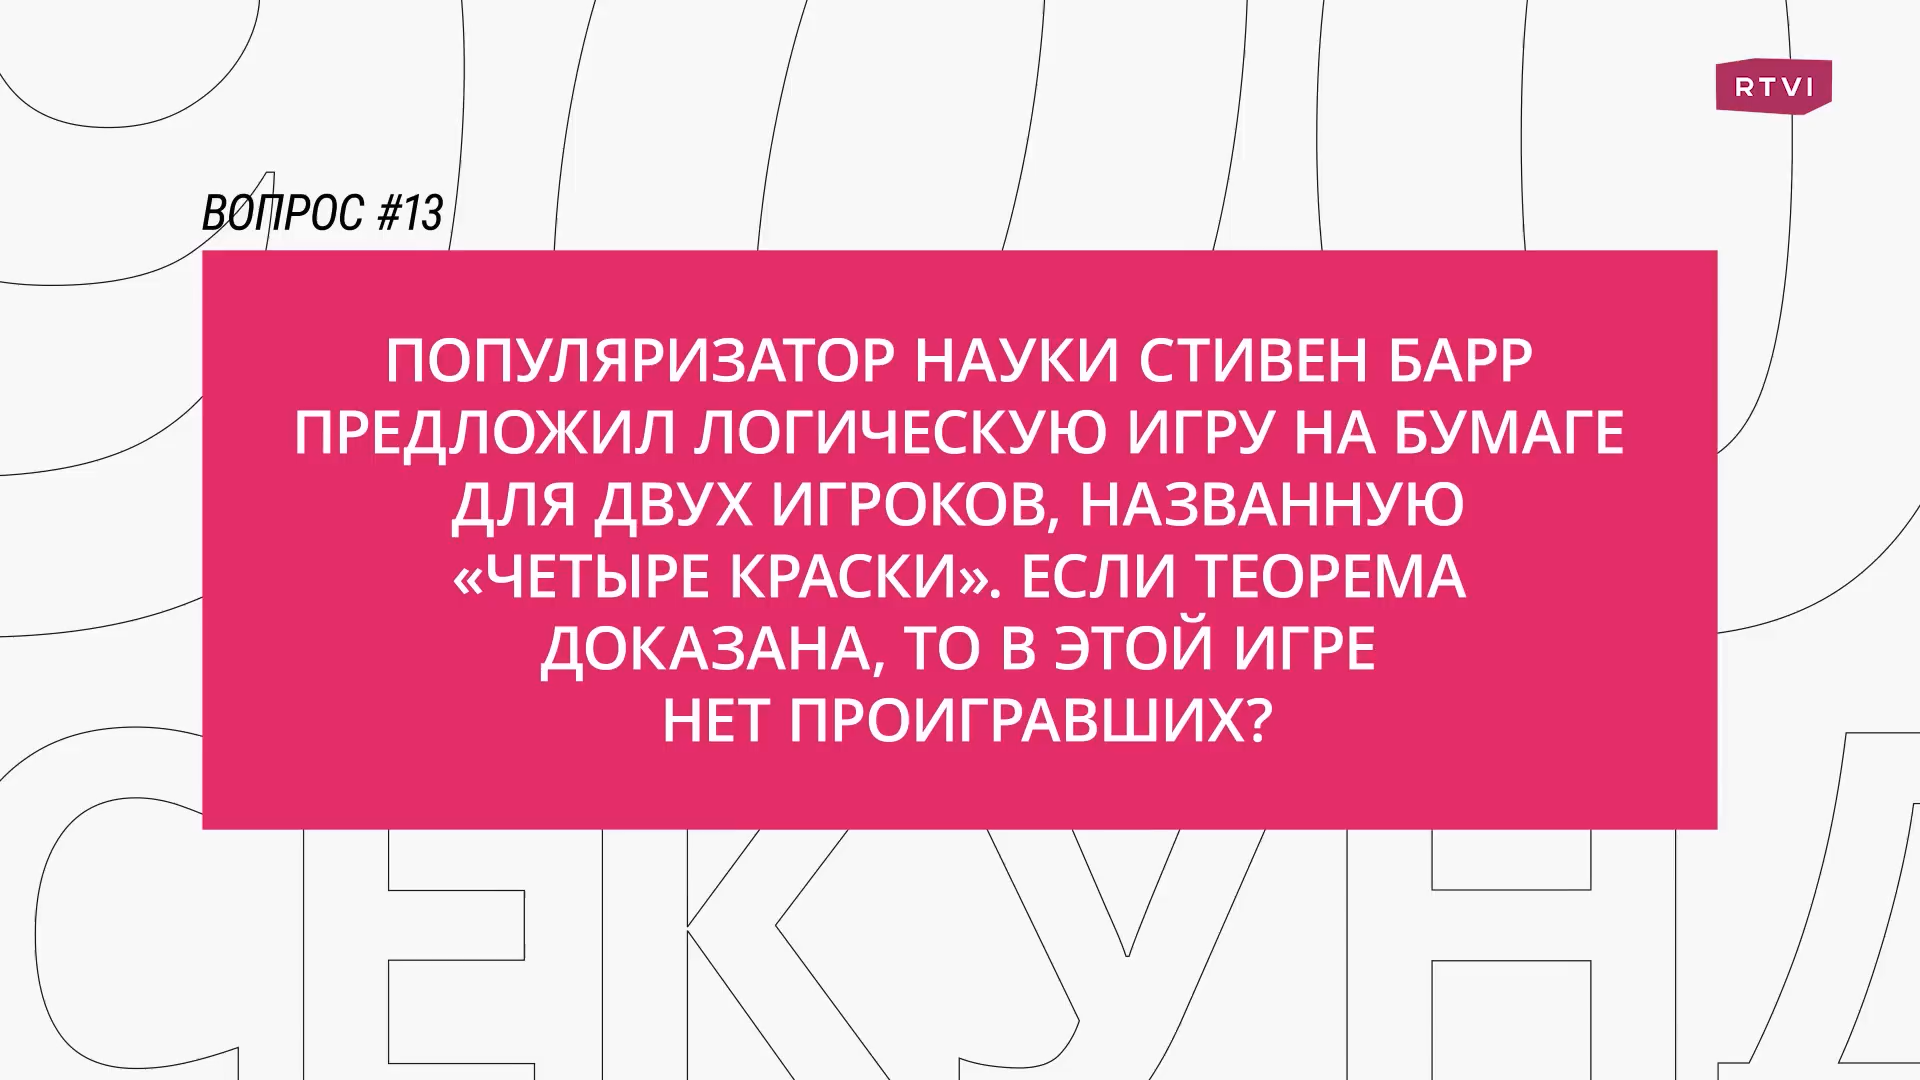 RTVI
ВОПРОС #13
ПОПУЛЯРИЗАТОР НАУКИ СТИВЕН БАРР
ПРЕДЛОЖИЛ ЛОГИЧЕСКУЮ ИГРУ НА БУМАГЕ
ДЛЯ ДВУХ ИГРОКОВ, НАЗВАННУЮ
«ЧЕТЫРЕ КРАСКИ». ЕСЛИ ТЕОРЕМА
ДОКАЗАНА, ТО В ЭТОЙ ИГРЕ
НЕТ ПРОИГРАВШИХ?
СЕКУНД